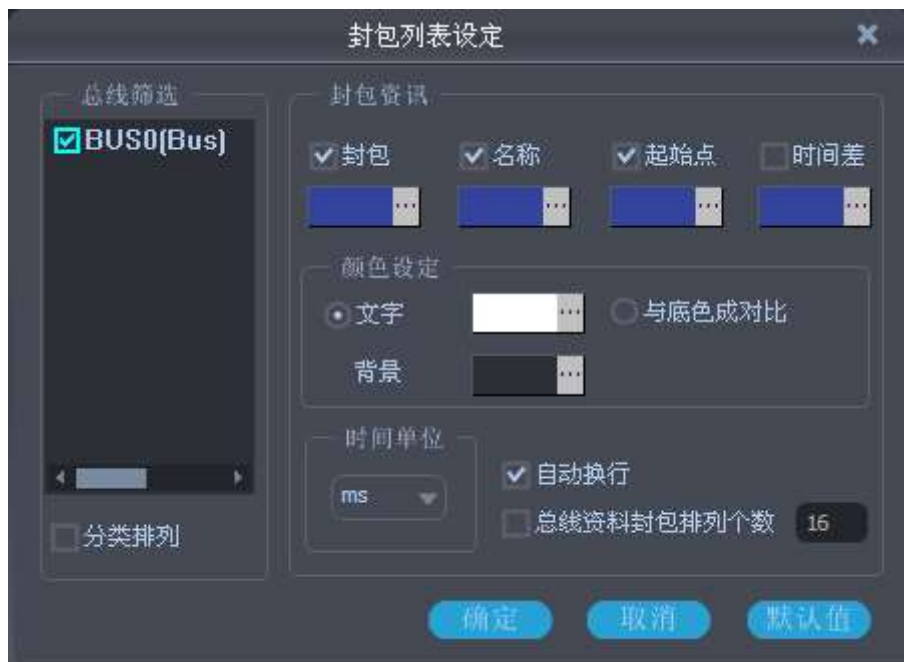 封包列表设定
总线筛选
BUS0(Bus)
分类排列
封包资讯
封包 名称 起始点 时间差
... ... ... ...
颜色设定
文字 ... 与底色成对比
背景 ...
时间单位
ms
自动换行
总线资料封包排列个数 16
确定 取消 默认值